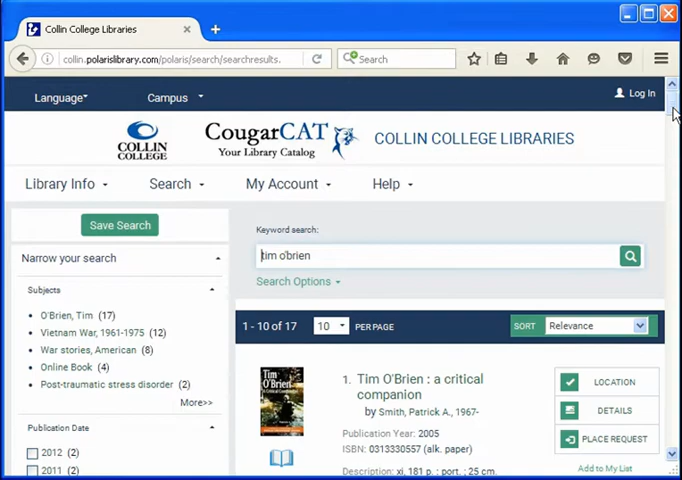 Collin College Libraries
collin.polarislibrary.com/polaris/search/searchresults.
Search
Language
Campus
Log In
COLLIN COLLEGE
CougarCAT
Your Library Catalog
COLLIN COLLEGE LIBRARIES
Library Info
Search
My Account
Help
Save Search
Narrow your search
Subjects
O'Brien, Tim (17)
Vietnam War, 1961-1975 (12)
War stories, American (8)
Online Book (4)
Post-traumatic stress disorder (2)
More>>
Publication Date
2012 (2)
2011 (2)
Keyword search:
tim o'brien
Search Options
1 - 10 of 17
10
PER PAGE
SORT
Relevance
Tim O'Brien
1. Tim O'Brien : a critical
companion
by Smith, Patrick A., 1967-
Publication Year: 2005
ISBN: 0313330557 (alk. paper)
Description: xi, 181 p. : port. ; 25 cm.
LOCATION
DETAILS
PLACE REQUEST
Add to My List